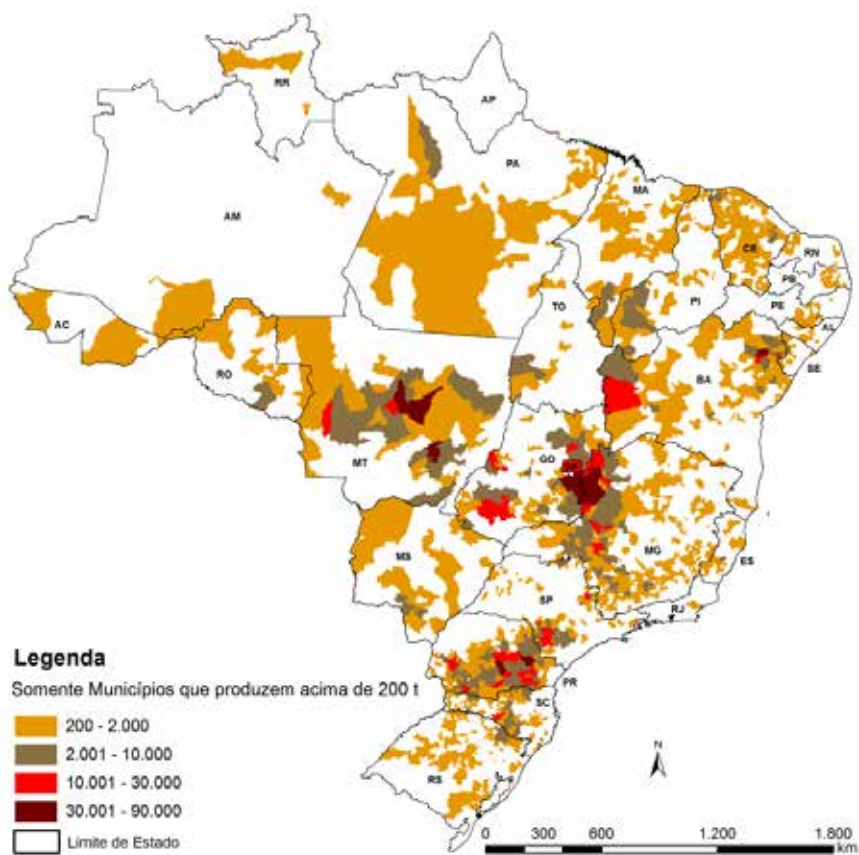 RR
AP
AM
PA
MA
CE
RN
PB
PE
PI
AL
SE
TO
AC
RO
BA
MT
GO
MG
ES
MS
SP
RJ
PR
SC
RS
Legenda
Somente Municípios que produzem acima de 200 t
200 - 2.000
2.001 - 10.000
10.001 - 30.000
30.001 - 90.000
Limite de Estado
N
0 300 600 1.200 1.800
km